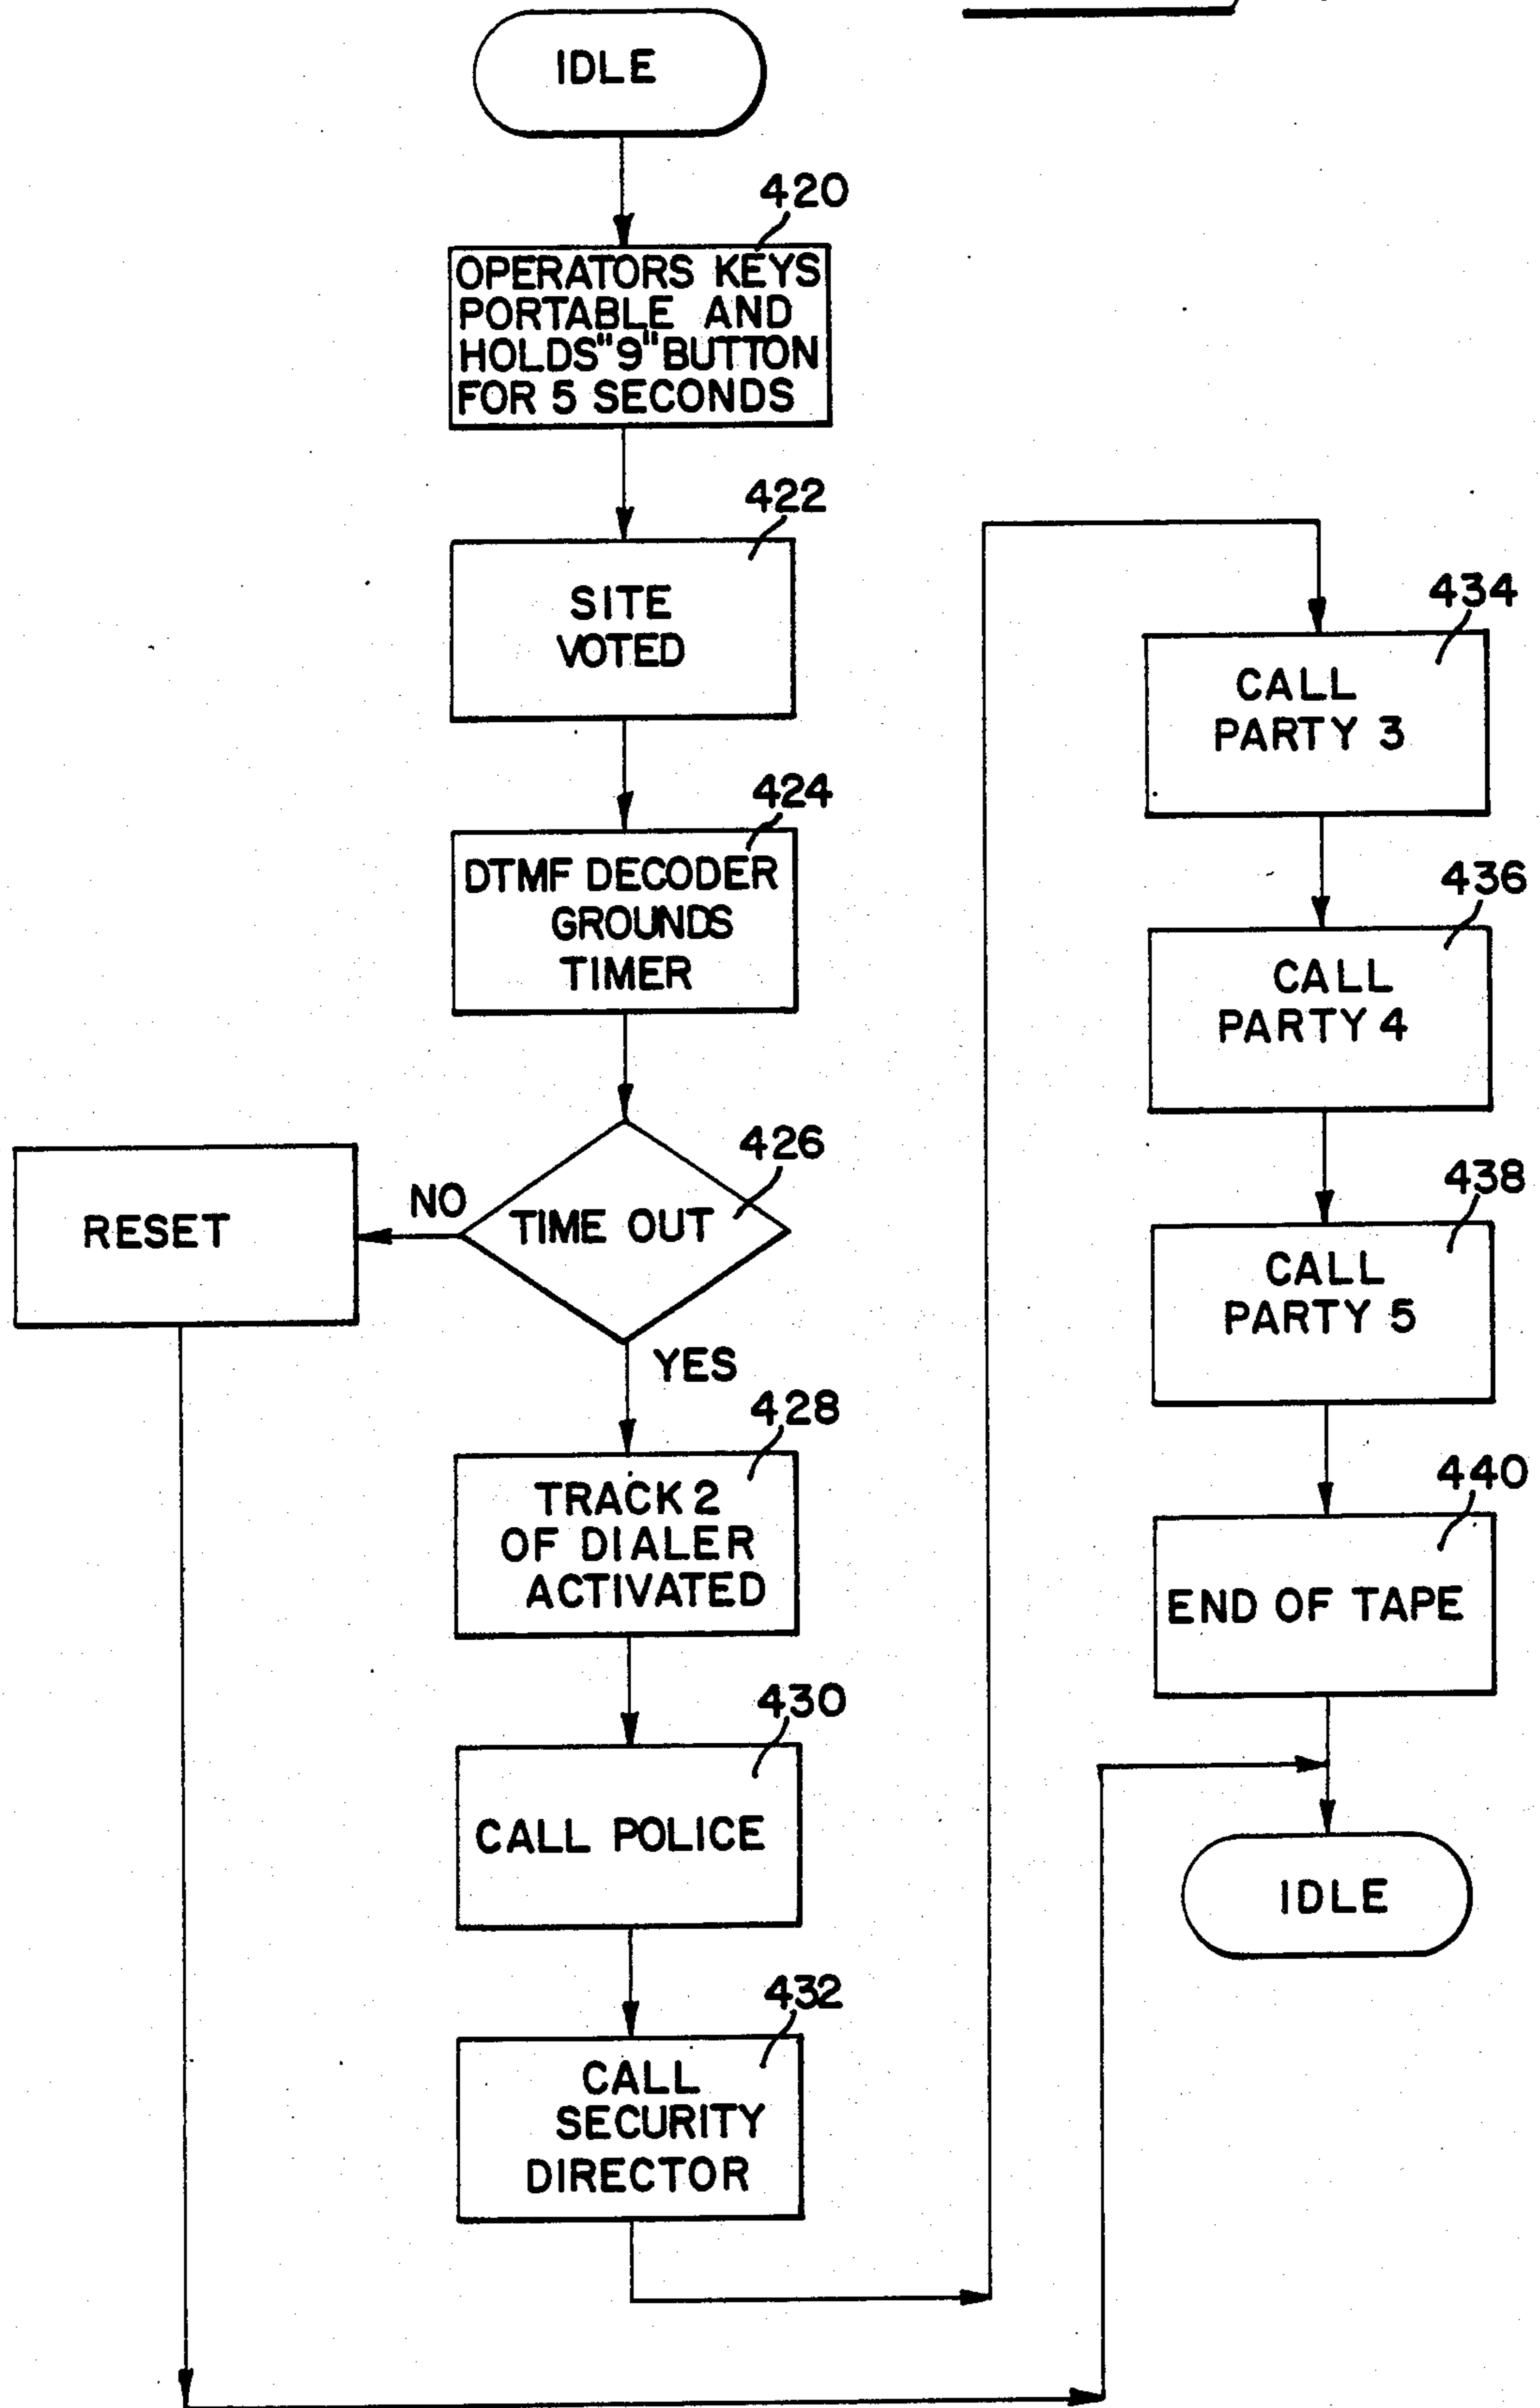 IDLE
420
OPERATORS KEYS
PORTABLE AND
HOLDS "9" BUTTON
FOR 5 SECONDS
422
SITE
VOTED
424
DTMF DECODER
GROUNDS
TIMER
426
TIME OUT
NO
RESET
YES
428
TRACK 2
OF DIALER
ACTIVATED
430
CALL POLICE
432
CALL
SECURITY
DIRECTOR
434
CALL
PARTY 3
436
CALL
PARTY 4
438
CALL
PARTY 5
440
END OF TAPE
IDLE